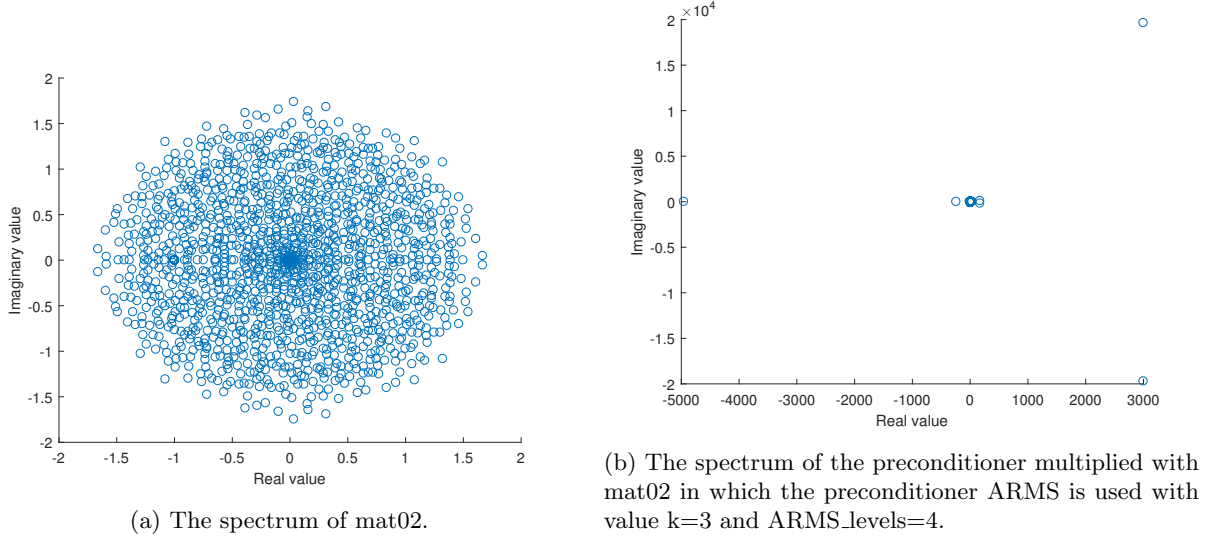 2
1.5
1
0.5
0
-0.5
-1
-1.5
-2
Imaginary value
-2 -1.5 -1 -0.5 0 0.5 1 1.5 2
Real value
(a) The spectrum of mat02.
×10⁴
2
1.5
1
0.5
0
-0.5
-1
-1.5
-2
Imaginary value
-5000 -4000 -3000 -2000 -1000 0 1000 2000 3000
Real value
(b) The spectrum of the preconditioner multiplied with
mat02 in which the preconditioner ARMS is used with
value k=3 and ARMS_levels=4.